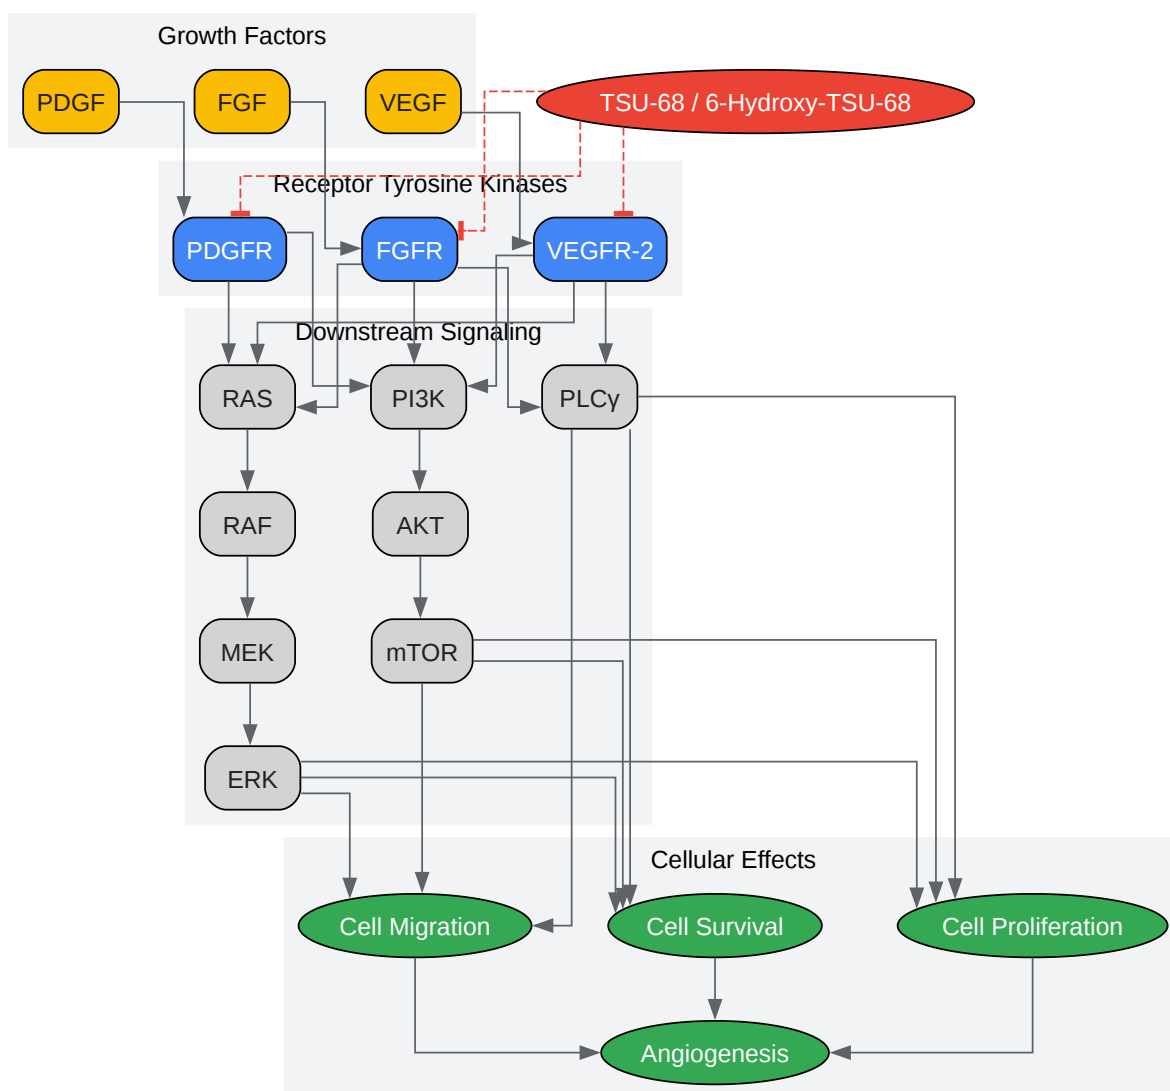 Growth Factors
PDGF
FGF
VEGF
TSU-68 / 6-Hydroxy-TSU-68
Receptor Tyrosine Kinases
PDGFR
FGFR
VEGFR-2
Downstream Signaling
RAS
PI3K
PLCγ
RAF
AKT
MEK
mTOR
ERK
Cellular Effects
Cell Migration
Cell Survival
Cell Proliferation
Angiogenesis